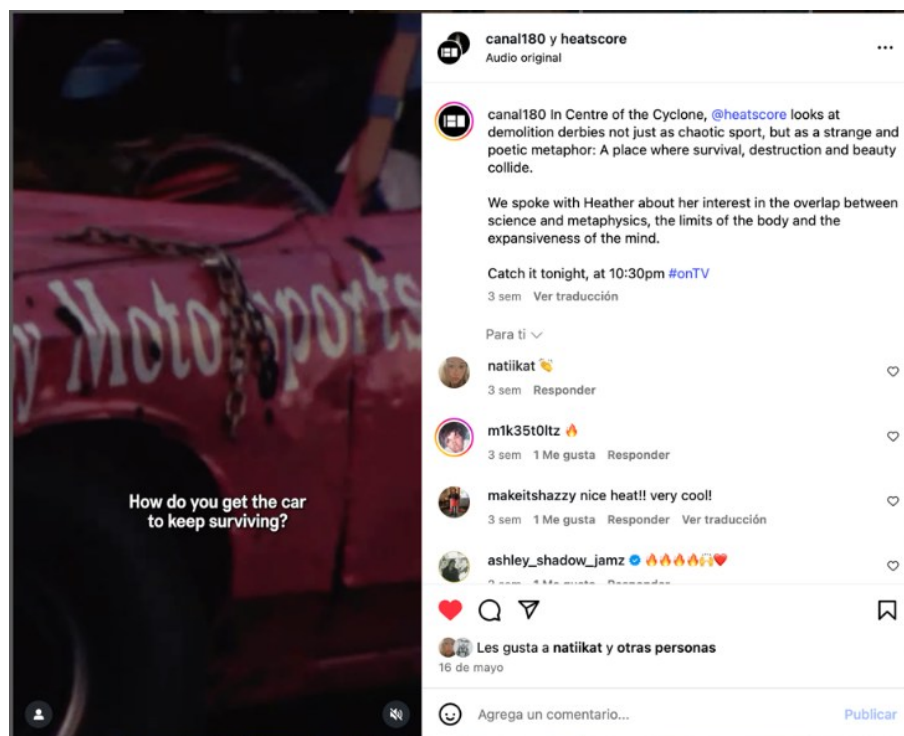 y Motorsports
How do you get the car
to keep surviving?
canal180 y heatscore
Audio original
canal180 In Centre of the Cyclone, @heatscore looks at
demolition derbies not just as chaotic sport, but as a strange and
poetic metaphor: A place where survival, destruction and beauty
collide.
We spoke with Heather about her interest in the overlap between
science and metaphysics, the limits of the body and the
expansiveness of the mind.
Catch it tonight, at 10:30pm #onTV
3 sem Ver traducción
Para ti
natiikat 👏
3 sem Responder
m1k35t0ltz 🔥
3 sem 1 Me gusta Responder
makeitshazzy nice heat!! very cool!
3 sem 1 Me gusta Responder Ver traducción
ashley_shadow_jamz 🔥🔥🔥🔥🙌❤️
3 sem 1 Me gusta Responder
Les gusta a natiikat y otras personas
16 de mayo
Agrega un comentario...
Publicar